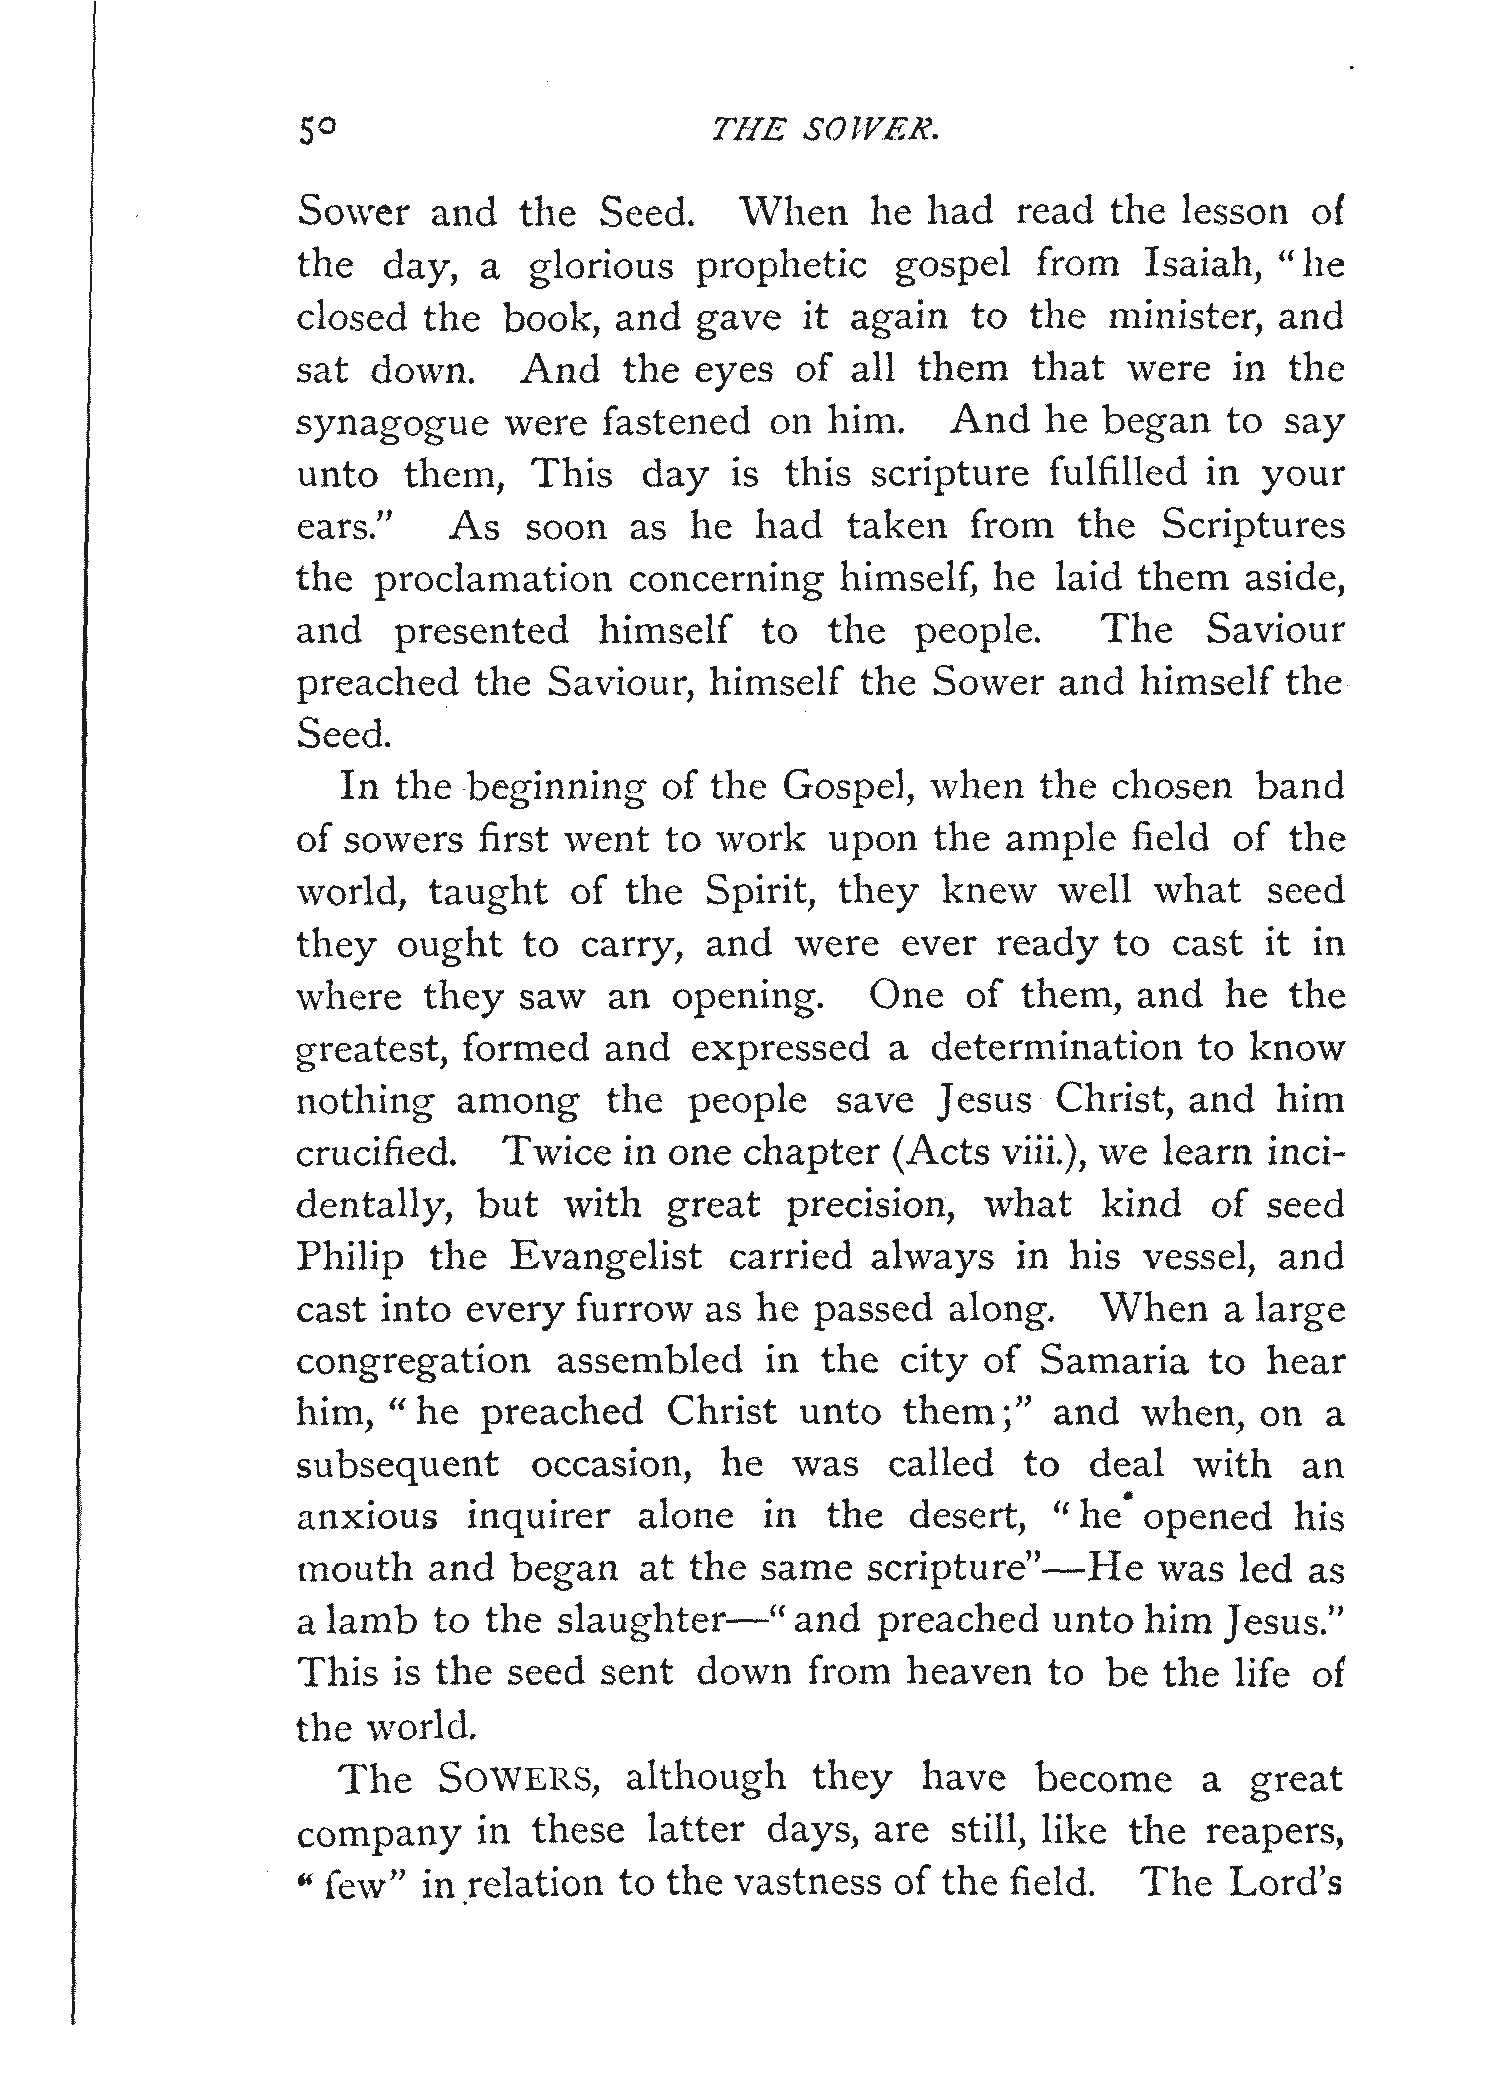 50 THE SOWER.
Sower and the Seed. When he had read the lesson of
the day, a glorious prophetic gospel from Isaiah, "he
closed the book, and gave it again to the minister, and
sat down. And the eyes of all them that were in the
synagogue were fastened on him. And he began to say
unto them, This day is this scripture fulfilled in your
ears." As soon as he had taken from the Scriptures
the proclamation concerning himself, he laid them aside,
and presented himself to the people. The Saviour
preached the Saviour, himself the Sower and himself the
Seed.
In the beginning of the Gospel, when the chosen band
of sowers first went to work upon the ample field of the
world, taught of the Spirit, they knew well what seed
they ought to carry, and were ever ready to cast it in
where they saw an opening. One of them, and he the
greatest, formed and expressed a determination to know
nothing among the people save Jesus Christ, and him
crucified. Twice in one chapter (Acts viii.), we learn inci-
dentally, but with great precision, what kind of seed
Philip the Evangelist carried always in his vessel, and
cast into every furrow as he passed along. When a large
congregation assembled in the city of Samaria to hear
him, "he preached Christ unto them;" and when, on a
subsequent occasion, he was called to deal with an
anxious inquirer alone in the desert, "he opened his
mouth and began at the same scripture"—He was led as
a lamb to the slaughter—"and preached unto him Jesus."
This is the seed sent down from heaven to be the life of
the world.
The SOWERS, although they have become a great
company in these latter days, are still, like the reapers,
"few" in relation to the vastness of the field. The Lord's